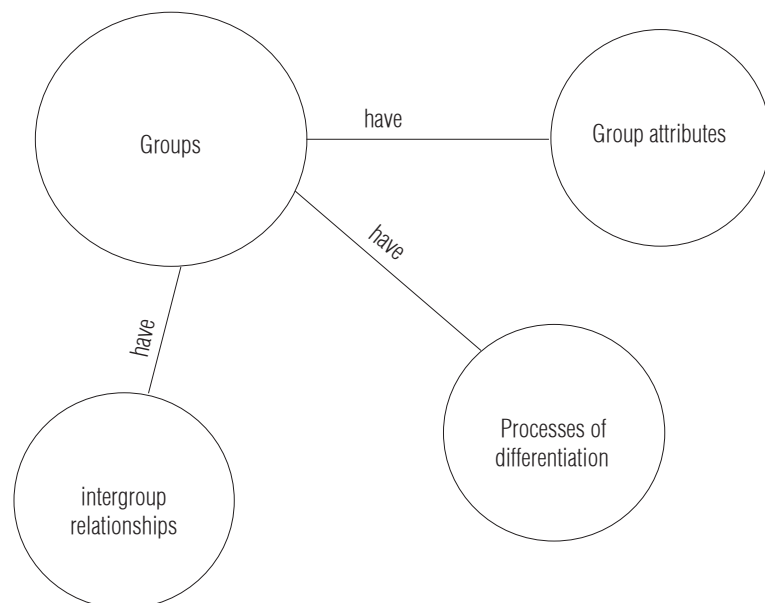 Groups
have
Group attributes
have
have
Processes of
differentiation
intergroup
relationships